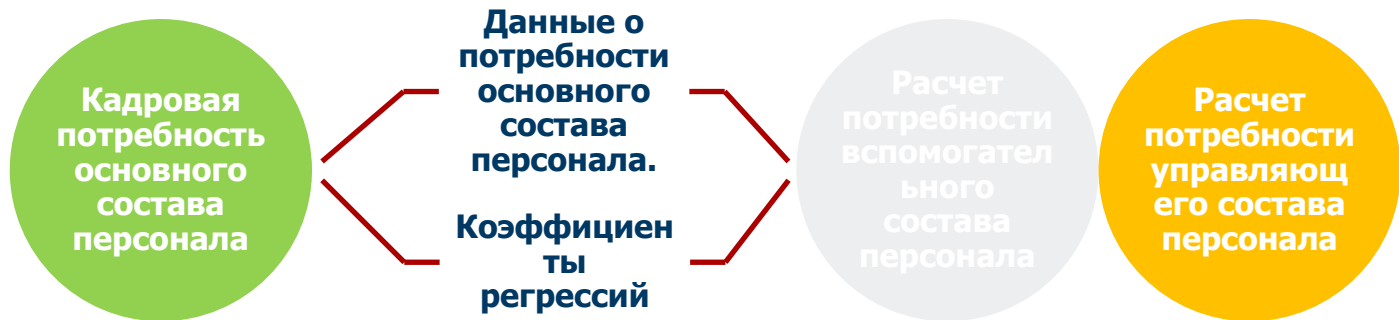 Кадровая
потребность
основного
состава
персонала
Данные о
потребности
основного
состава
персонала.
Коэффициен
ты
регрессий
Расчет
потребности
вспомогател
ьного
состава
персонала
Расчет
потребности
управляющ
его состава
персонала